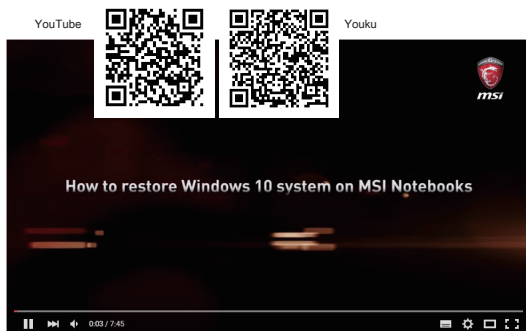 YouTube
Youku
msi
How to restore Windows 10 system on MSI Notebooks
0:03 / 7:45